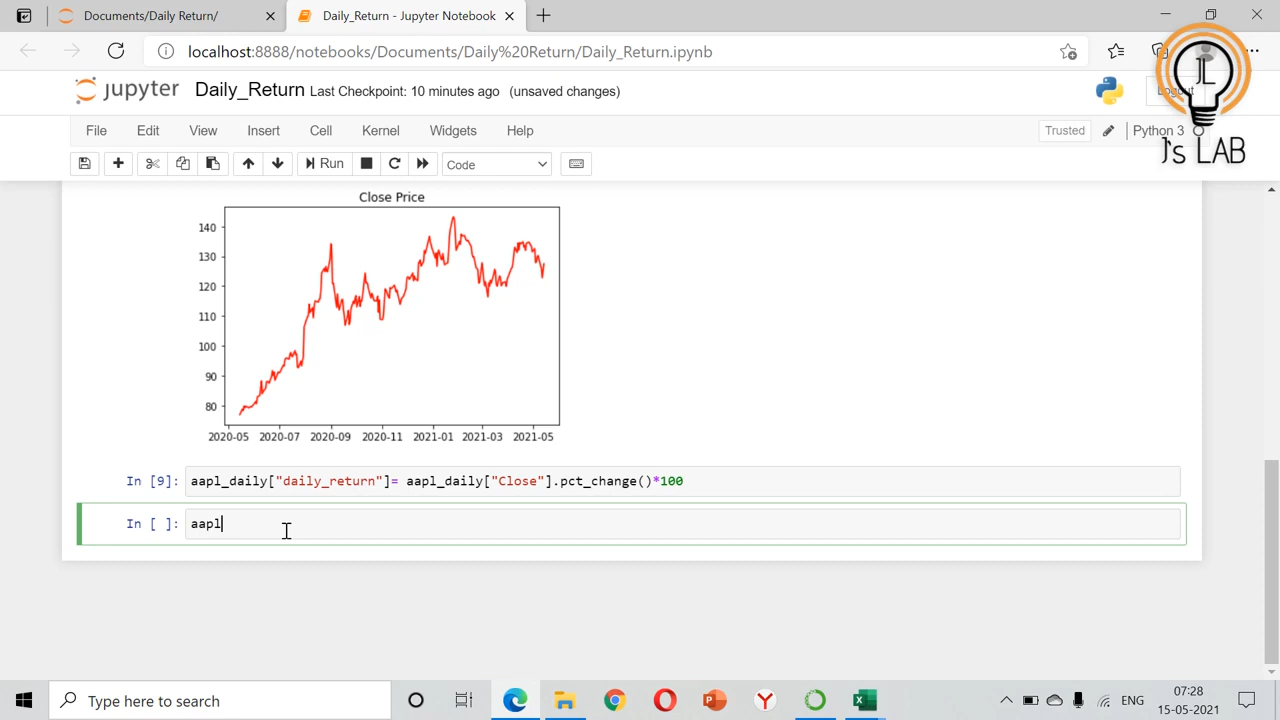 Documents/Daily Return/
Daily_Return - Jupyter Notebook
localhost:8888/notebooks/Documents/Daily%20Return/Daily_Return.ipynb
jupyter Daily_Return Last Checkpoint: 10 minutes ago (unsaved changes)
Logout
JL
J's LAB
File Edit View Insert Cell Kernel Widgets Help
Trusted
Python 3
Run
Code
Close Price
140
130
120
110
100
90
80
2020-05 2020-07 2020-09 2020-11 2021-01 2021-03 2021-05
In [9]: aapl_daily["daily_return"]= aapl_daily["Close"].pct_change()*100
In [ ]: aapl
Type here to search
ENG
07:28
15-05-2021